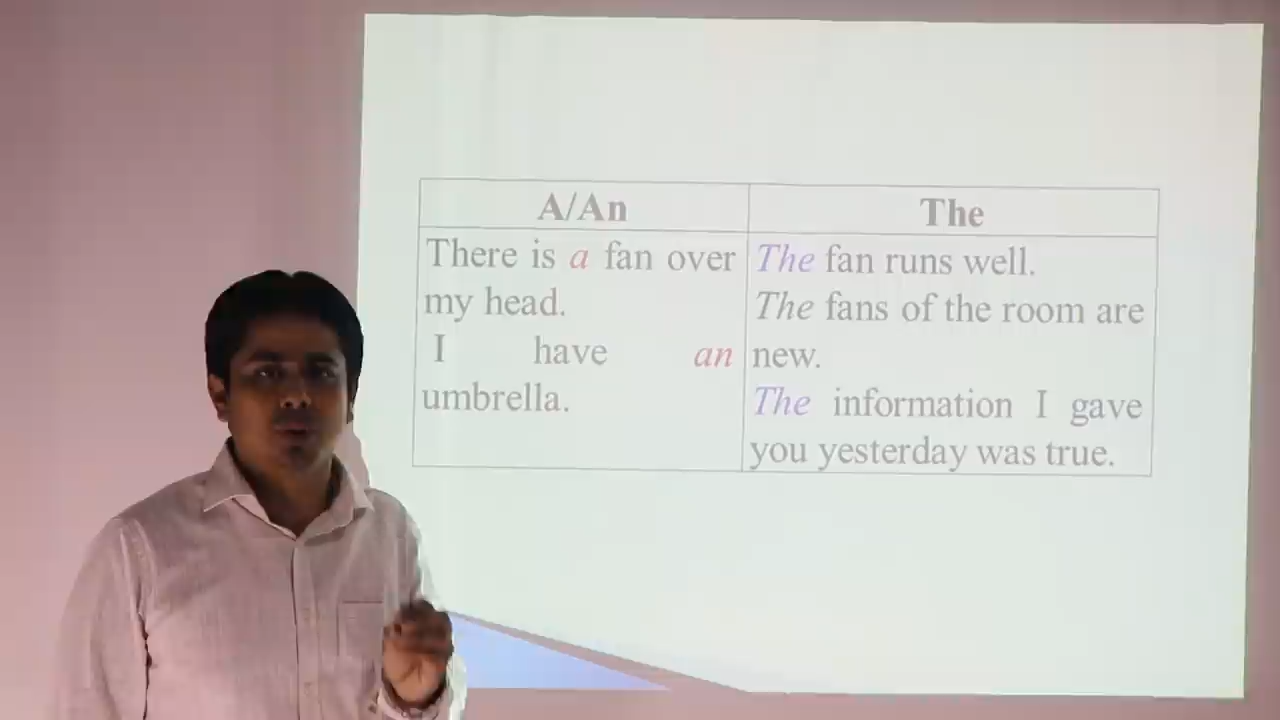 A/An
There is a fan over
my head.
I have an
umbrella.
The
The fan runs well.
The fans of the room are
new.
The information I gave
you yesterday was true.